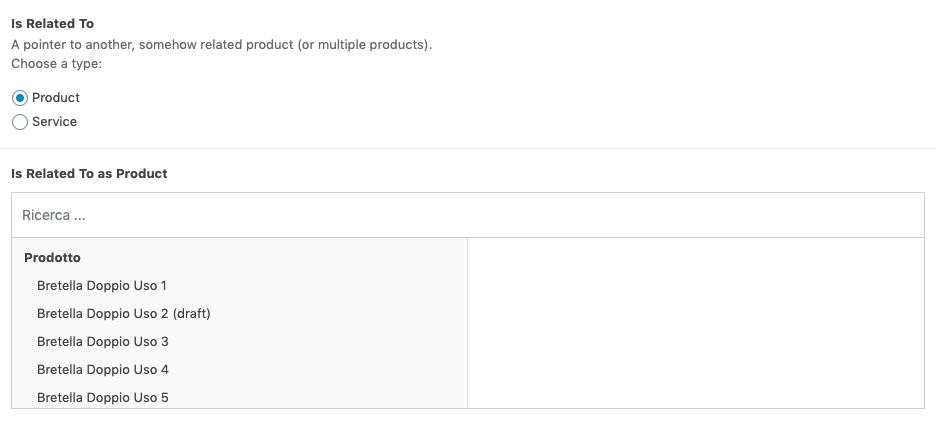 Is Related To
A pointer to another, somehow related product (or multiple products).
Choose a type:
Product
Service
Is Related To as Product
Ricerca ...
Prodotto
Bretella Doppio Uso 1
Bretella Doppio Uso 2 (draft)
Bretella Doppio Uso 3
Bretella Doppio Uso 4
Bretella Doppio Uso 5